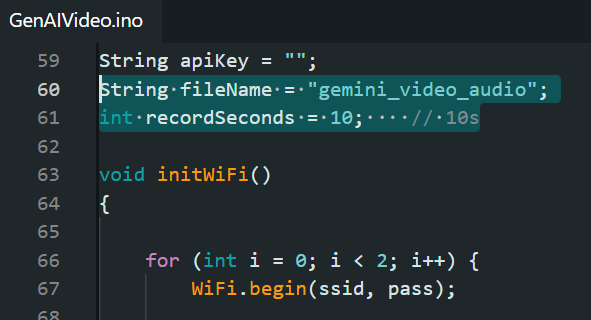 GenAIVideo.ino
59 String apiKey = "";
60 String fileName = "gemini_video_audio";
61 int recordSeconds = 10;    // 10s
62
63 void initWiFi()
64 {
65
66     for (int i = 0; i < 2; i++) {
67         WiFi.begin(ssid, pass);
68